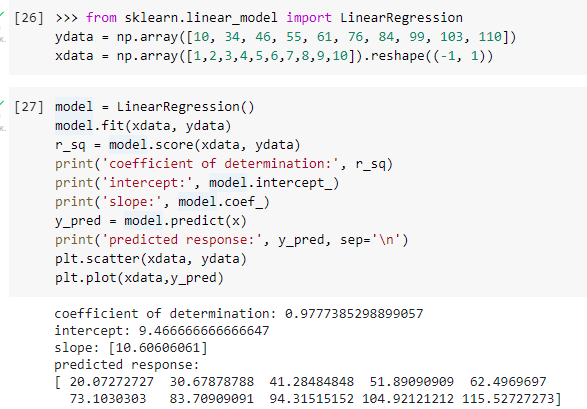 [26] >>> from sklearn.linear_model import LinearRegression
ydata = np.array([10, 34, 46, 55, 61, 76, 84, 99, 103, 110])
xdata = np.array([1,2,3,4,5,6,7,8,9,10]).reshape((-1, 1))
[27] model = LinearRegression()
model.fit(xdata, ydata)
r_sq = model.score(xdata, ydata)
print('coefficient of determination:', r_sq)
print('intercept:', model.intercept_)
print('slope:', model.coef_)
y_pred = model.predict(x)
print('predicted response:', y_pred, sep='\n')
plt.scatter(xdata, ydata)
plt.plot(xdata,y_pred)
coefficient of determination: 0.9777385298899057
intercept: 9.466666666666647
slope: [10.60606061]
predicted response:
[ 20.07272727 30.67878788 41.28484848 51.89090909 62.4969697
73.1030303 83.70909091 94.31515152 104.92121212 115.52727273]